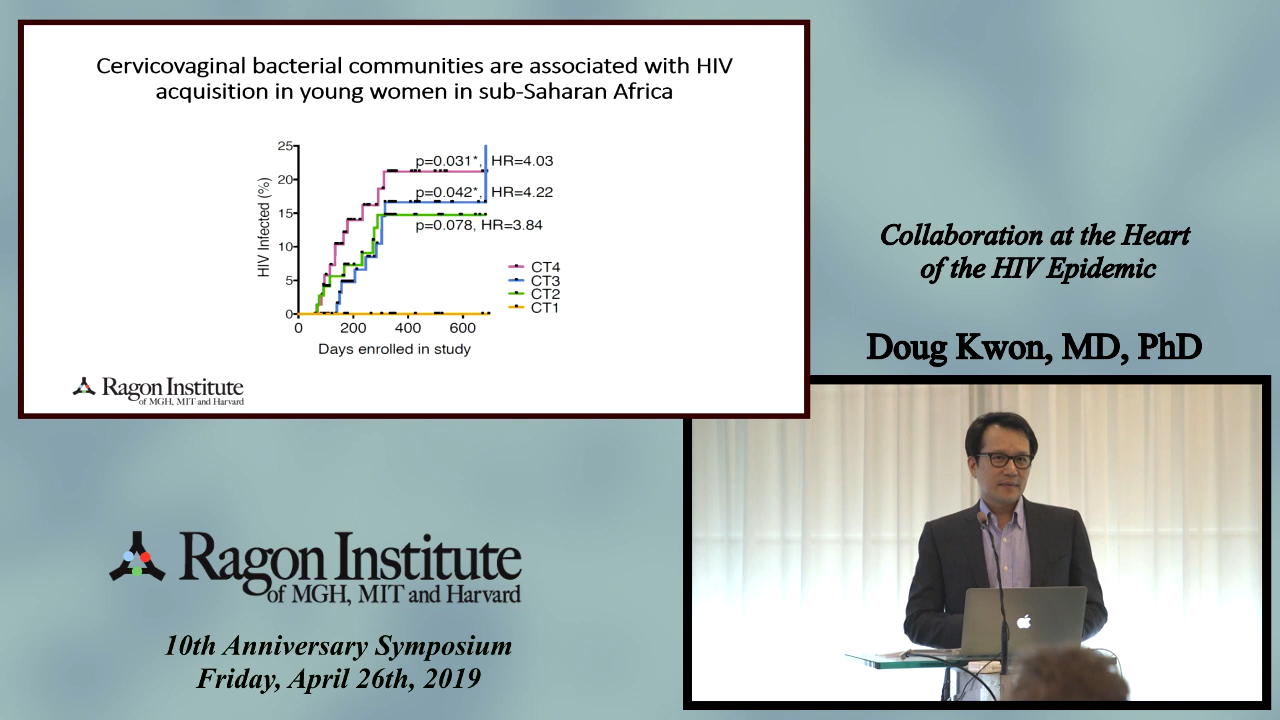 Cervicovaginal bacterial communities are associated with HIV
acquisition in young women in sub-Saharan Africa
25
20
15
10
5
0
HIV Infected (%)
p=0.031*, HR=4.03
p=0.042*, HR=4.22
p=0.078, HR=3.84
CT4
CT3
CT2
CT1
0 200 400 600
Days enrolled in study
Ragon Institute
of MGH, MIT and Harvard
Collaboration at the Heart
of the HIV Epidemic
Doug Kwon, MD, PhD
Ragon Institute
of MGH, MIT and Harvard
10th Anniversary Symposium
Friday, April 26th, 2019